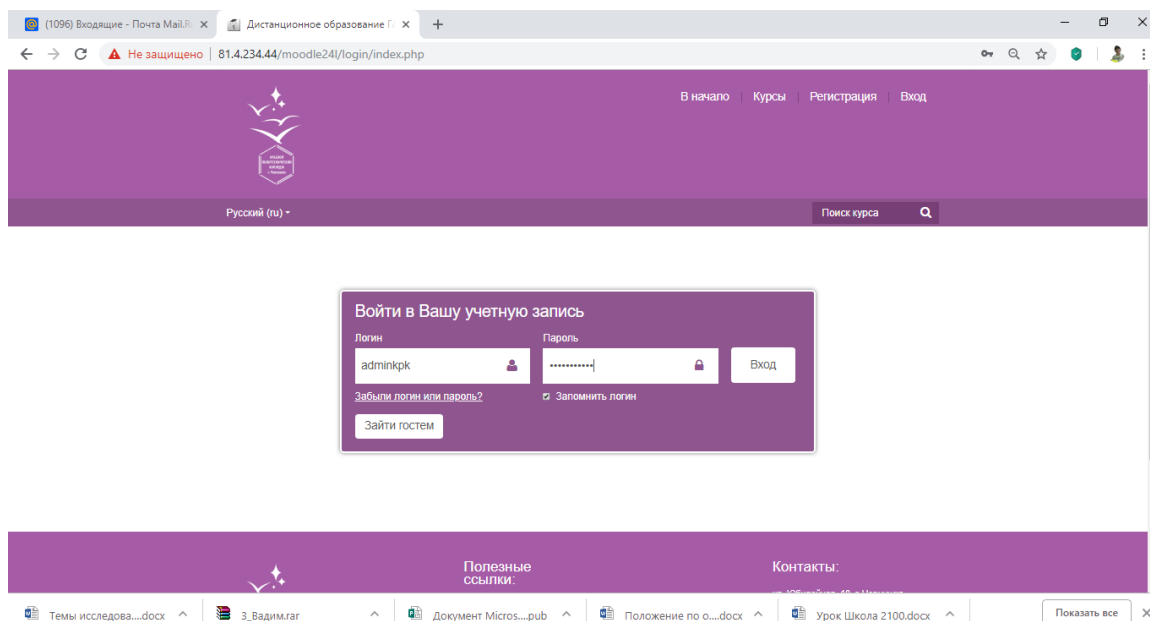 (1096) Входящие - Почта Mail.R
Дистанционное образование Г
Не защищено | 81.4.234.44/moodle24l/login/index.php
В начало
Курсы
Регистрация
Вход
Русский (ru)
Поиск курса
Войти в Вашу учетную запись
Логин
Пароль
adminkpk
•••••••••••
Вход
Забыли логин или пароль?
Запомнить логин
Зайти гостем
Полезные
ссылки:
Контакты:
Темы исследова....docx
3_Вадим.rar
Документ Micros....pub
Положение по о....docx
Урок Школа 2100.docx
Показать все